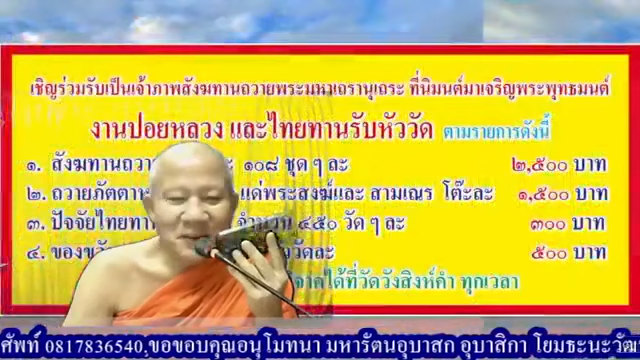 เชิญร่วมรับเป็นเจ้าภาพสังฆทานถวายพระมหาเถรานุเถระ ที่นิมนต์มาเจริญพระพุทธมนต์
งานปอยหลวง และไทยทานรับหัววัด ตามรายการดังนี้
๑. สังฆทานถวา ๑๐๘ ชุด ๆ ละ ๒,๕๐๐ บาท
๒. ถวายภัตตาห แด่พระสงฆ์และ สามเณร โต๊ะละ ๑,๕๐๐ บาท
๓. ปัจจัยไทยทาน จำนวน ๔๕๐ วัด ๆ ละ ๓๐๐ บาท
๔. ของขวั วัดละ ๕๐๐ บาท
ได้ที่วัดวังสิงห์คำ ทุกเวลา
ศัพท์ 0817836540,ขอขอบคุณอนุโมทนา มหารัตนอุบาสก อุบาสิกา โยมธะนะวัฒ